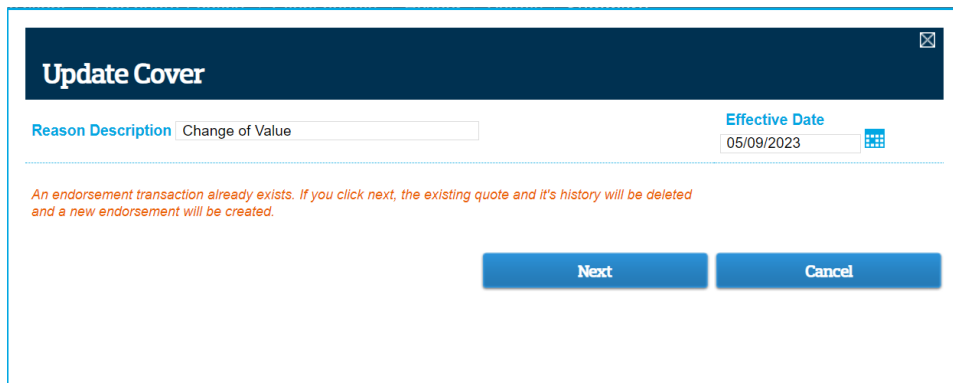 Update Cover
Reason Description Change of Value
Effective Date
05/09/2023
An endorsement transaction already exists. If you click next, the existing quote and it's history will be deleted
and a new endorsement will be created.
Next Cancel